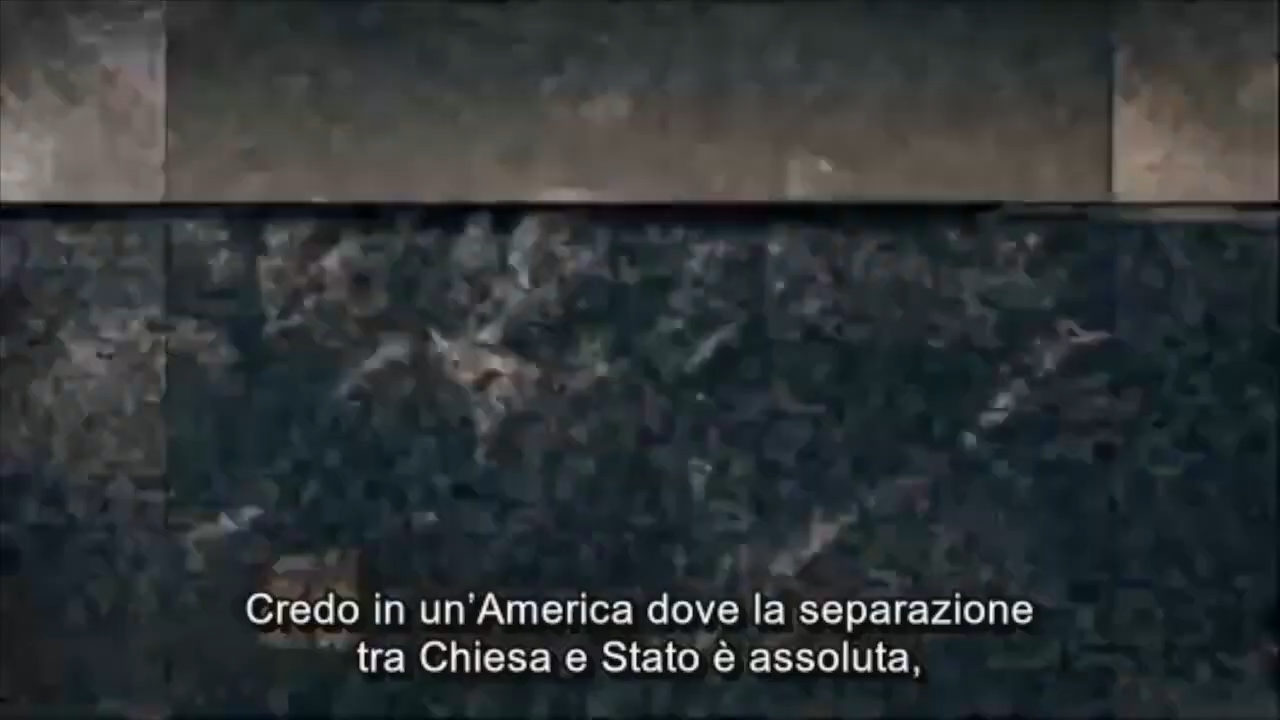 Credo in un’America dove la separazione
tra Chiesa e Stato è assoluta,